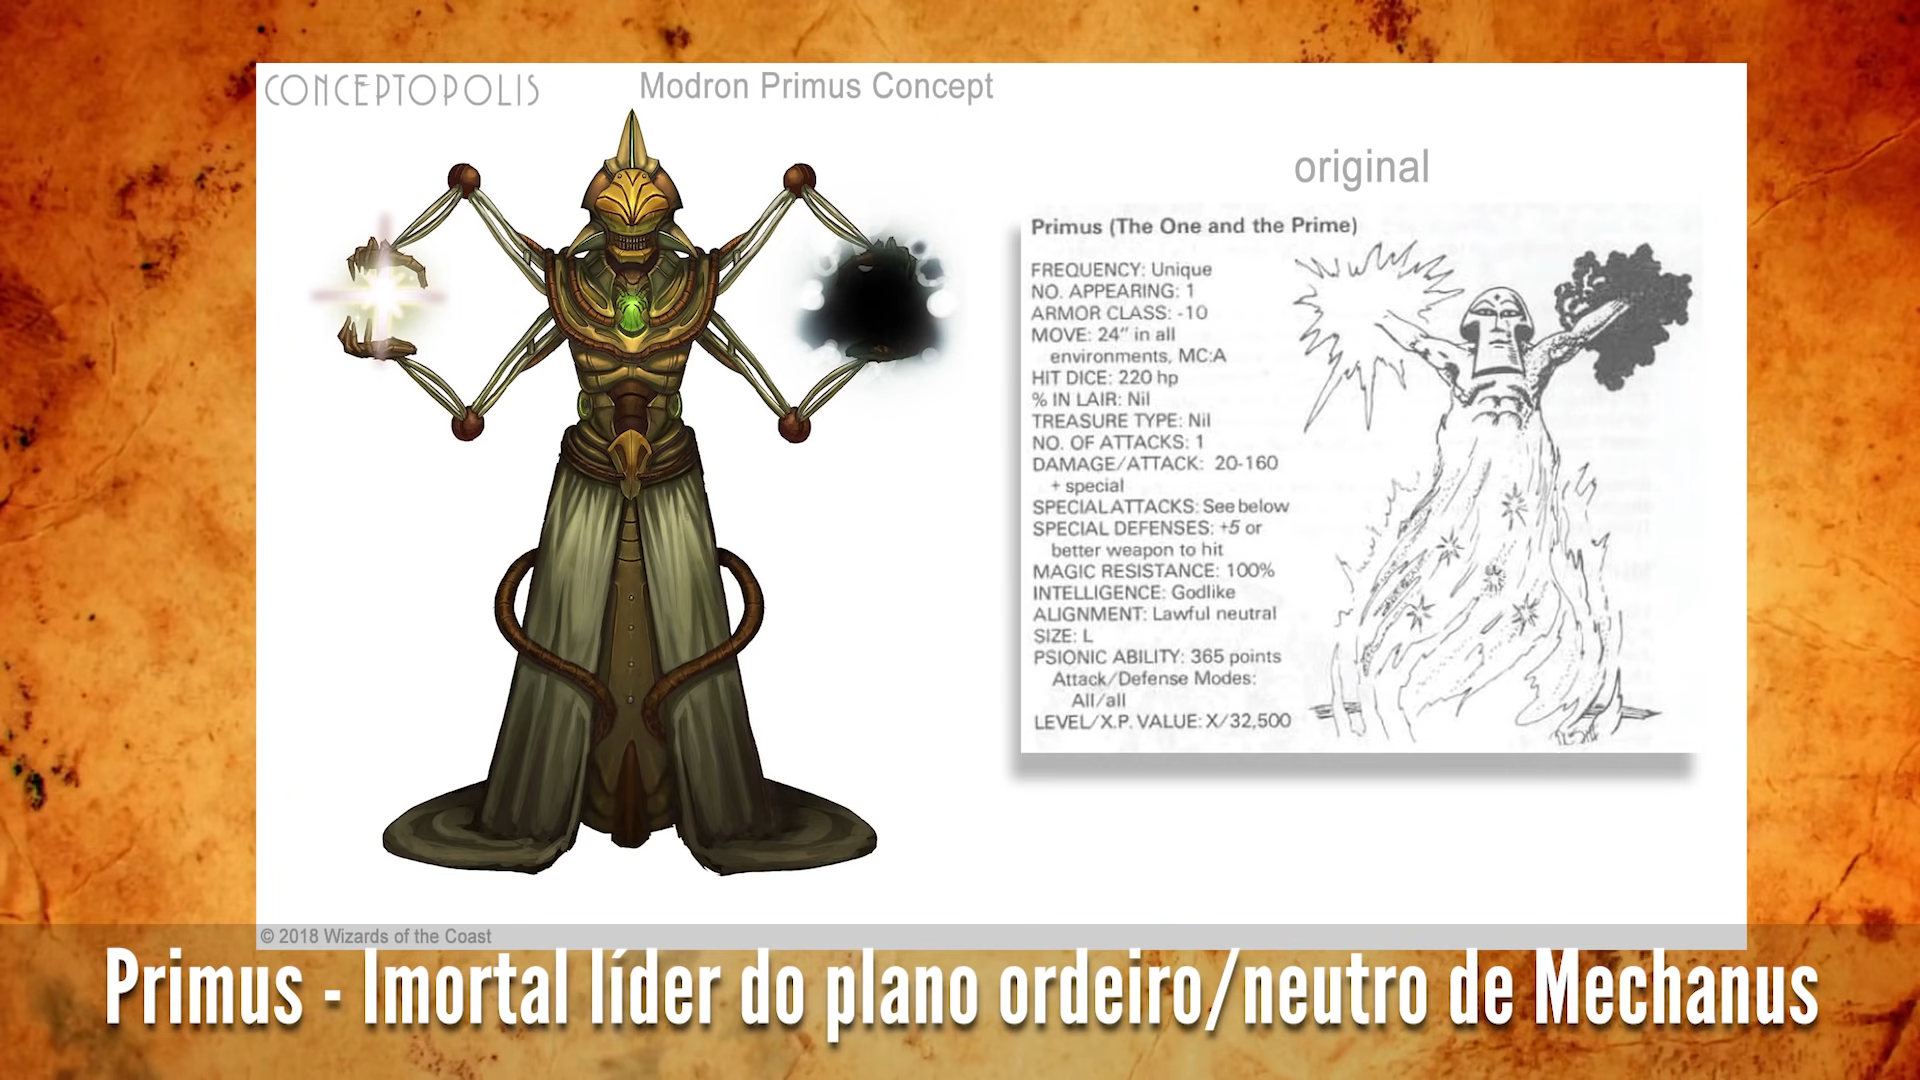 CONCEPTOPOLIS
Modron Primus Concept
original
Primus (The One and the Prime)
FREQUENCY: Unique
NO. APPEARING: 1
ARMOR CLASS: -10
MOVE: 24" in all
environments, MC:A
HIT DICE: 220 hp
% IN LAIR: Nil
TREASURE TYPE: Nil
NO. OF ATTACKS: 1
DAMAGE/ATTACK: 20-160
+ special
SPECIAL ATTACKS: See below
SPECIAL DEFENSES: +5 or
better weapon to hit
MAGIC RESISTANCE: 100%
INTELLIGENCE: Godlike
ALIGNMENT: Lawful neutral
SIZE: L
PSIONIC ABILITY: 365 points
Attack/Defense Modes:
All/all
LEVEL/X.P. VALUE: X/32,500
© 2018 Wizards of the Coast
Primus - Imortal líder do plano ordeiro/neutro de Mechanus